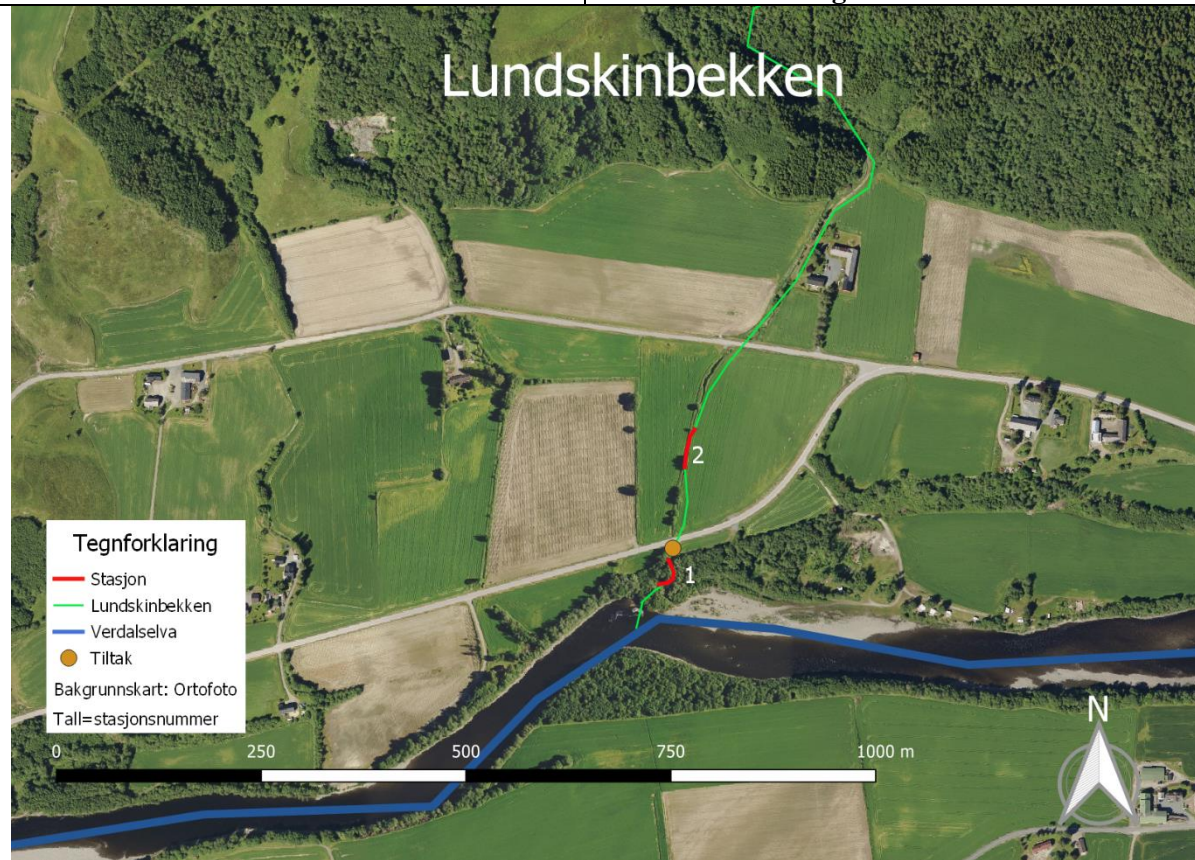 Lundskinbekken
2
1
Tegnforklaring
Stasjon
Lundskinbekken
Verdalselva
Tiltak
Bakgrunnskart: Ortofoto
Tall=stasjonsnummer
0 250 500 750 1000 m
N